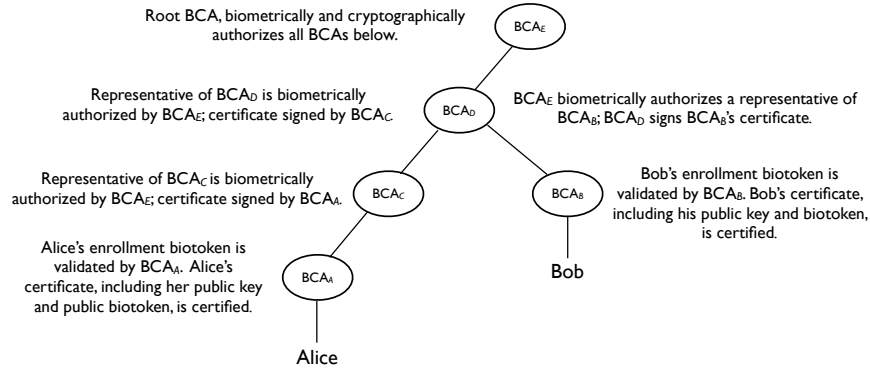 Root BCA, biometrically and cryptographically
authorizes all BCAs below.
BCAE
Representative of BCAD is biometrically
authorized by BCAE; certificate signed by BCAC.
BCAD
BCAE biometrically authorizes a representative of
BCAB; BCAD signs BCAB's certificate.
Representative of BCAC is biometrically
authorized by BCAE; certificate signed by BCAA.
BCAC
BCAB
Bob's enrollment biotoken is
validated by BCAB. Bob's certificate,
including his public key and biotoken,
is certified.
Alice's enrollment biotoken is
validated by BCAA. Alice's
certificate, including her public key
and public biotoken, is certified.
BCAA
Bob
Alice